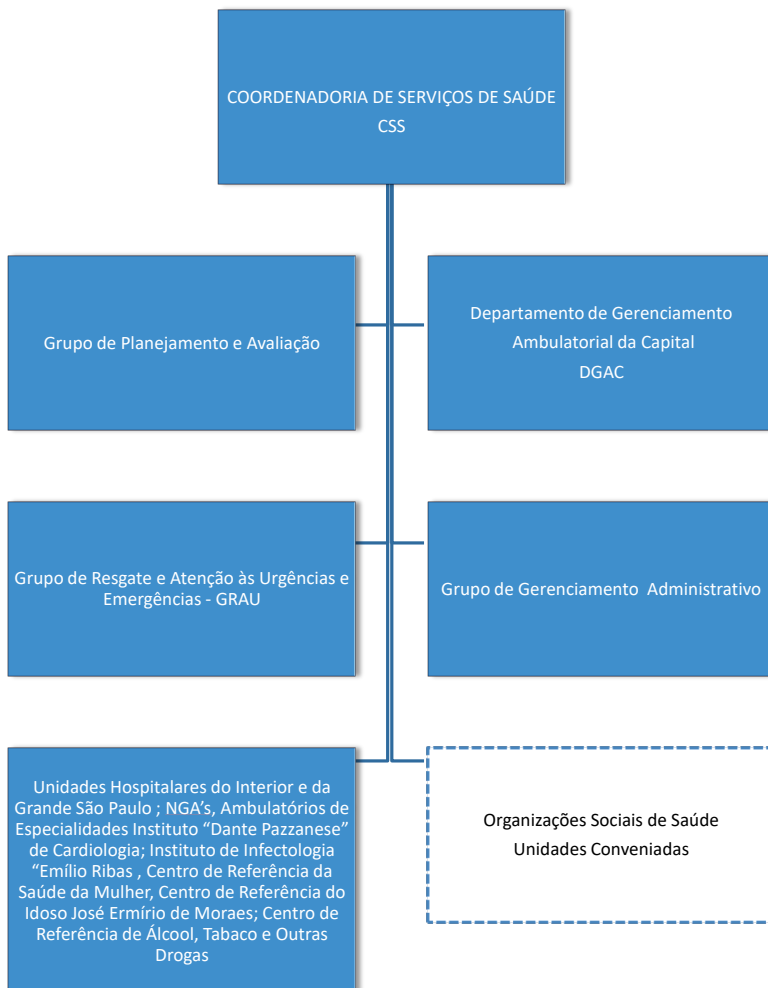 COORDENADORIA DE SERVIÇOS DE SAÚDE
CSS
Grupo de Planejamento e Avaliação
Departamento de Gerenciamento
Ambulatorial da Capital
DGAC
Grupo de Resgate e Atenção às Urgências e
Emergências - GRAU
Grupo de Gerenciamento  Administrativo
Unidades Hospitalares do Interior e da
Grande São Paulo ; NGA’s, Ambulatórios de
Especialidades Instituto “Dante Pazzanese”
de Cardiologia; Instituto de Infectologia
“Emílio Ribas , Centro de Referência da
Saúde da Mulher, Centro de Referência do
Idoso José Ermírio de Moraes; Centro de
Referência de Álcool, Tabaco e Outras
Drogas
Organizações Sociais de Saúde
Unidades Conveniadas